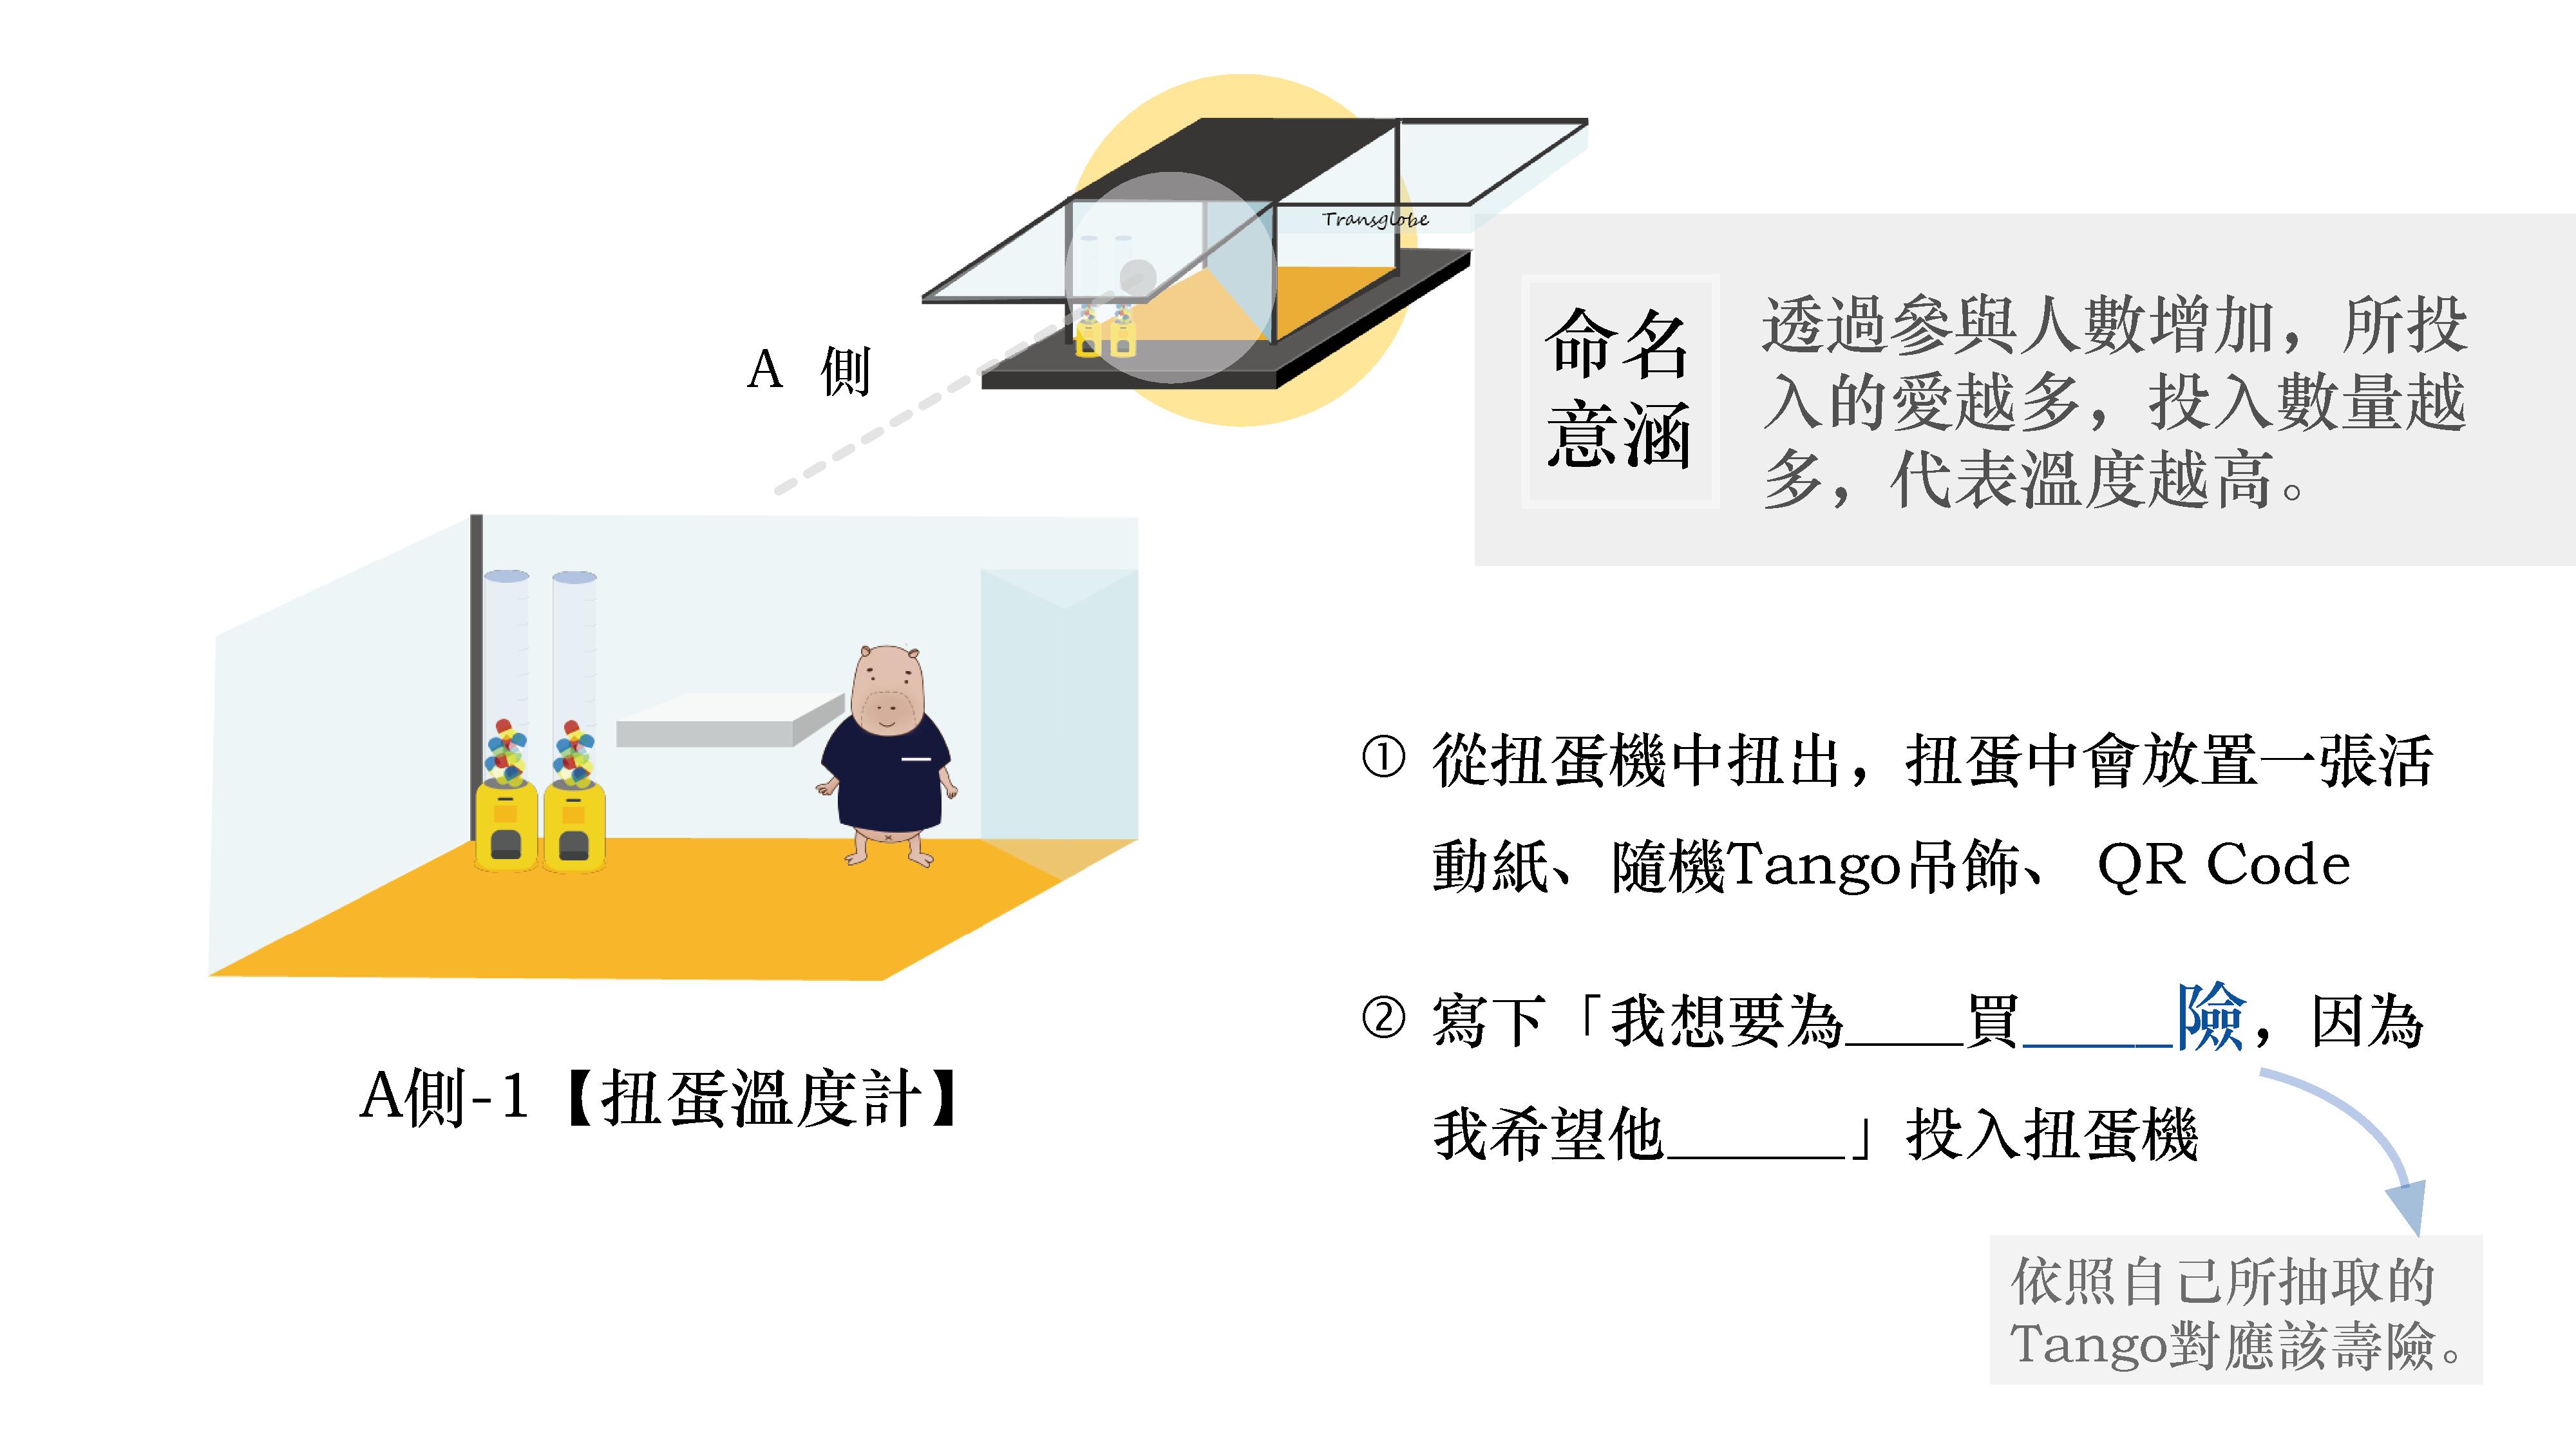 Transglobe
A 側
命名
意涵
透過參與人數增加，所投
入的愛越多，投入數量越
多，代表溫度越高。
① 從扭蛋機中扭出，扭蛋中會放置一張活
動紙、隨機Tango吊飾、 QR Code
② 寫下「我想要為____買_____險，因為
我希望他______」投入扭蛋機
A側-1【扭蛋溫度計】
依照自己所抽取的
Tango對應該壽險。